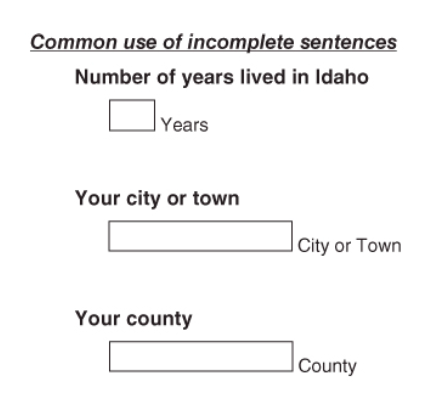 Common use of incomplete sentences
Number of years lived in Idaho
Years
Your city or town
City or Town
Your county
County